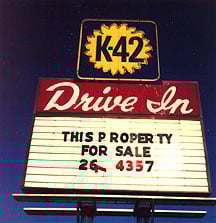 K-42
Drive In
THIS PROPERTY
FOR SALE
26 4357